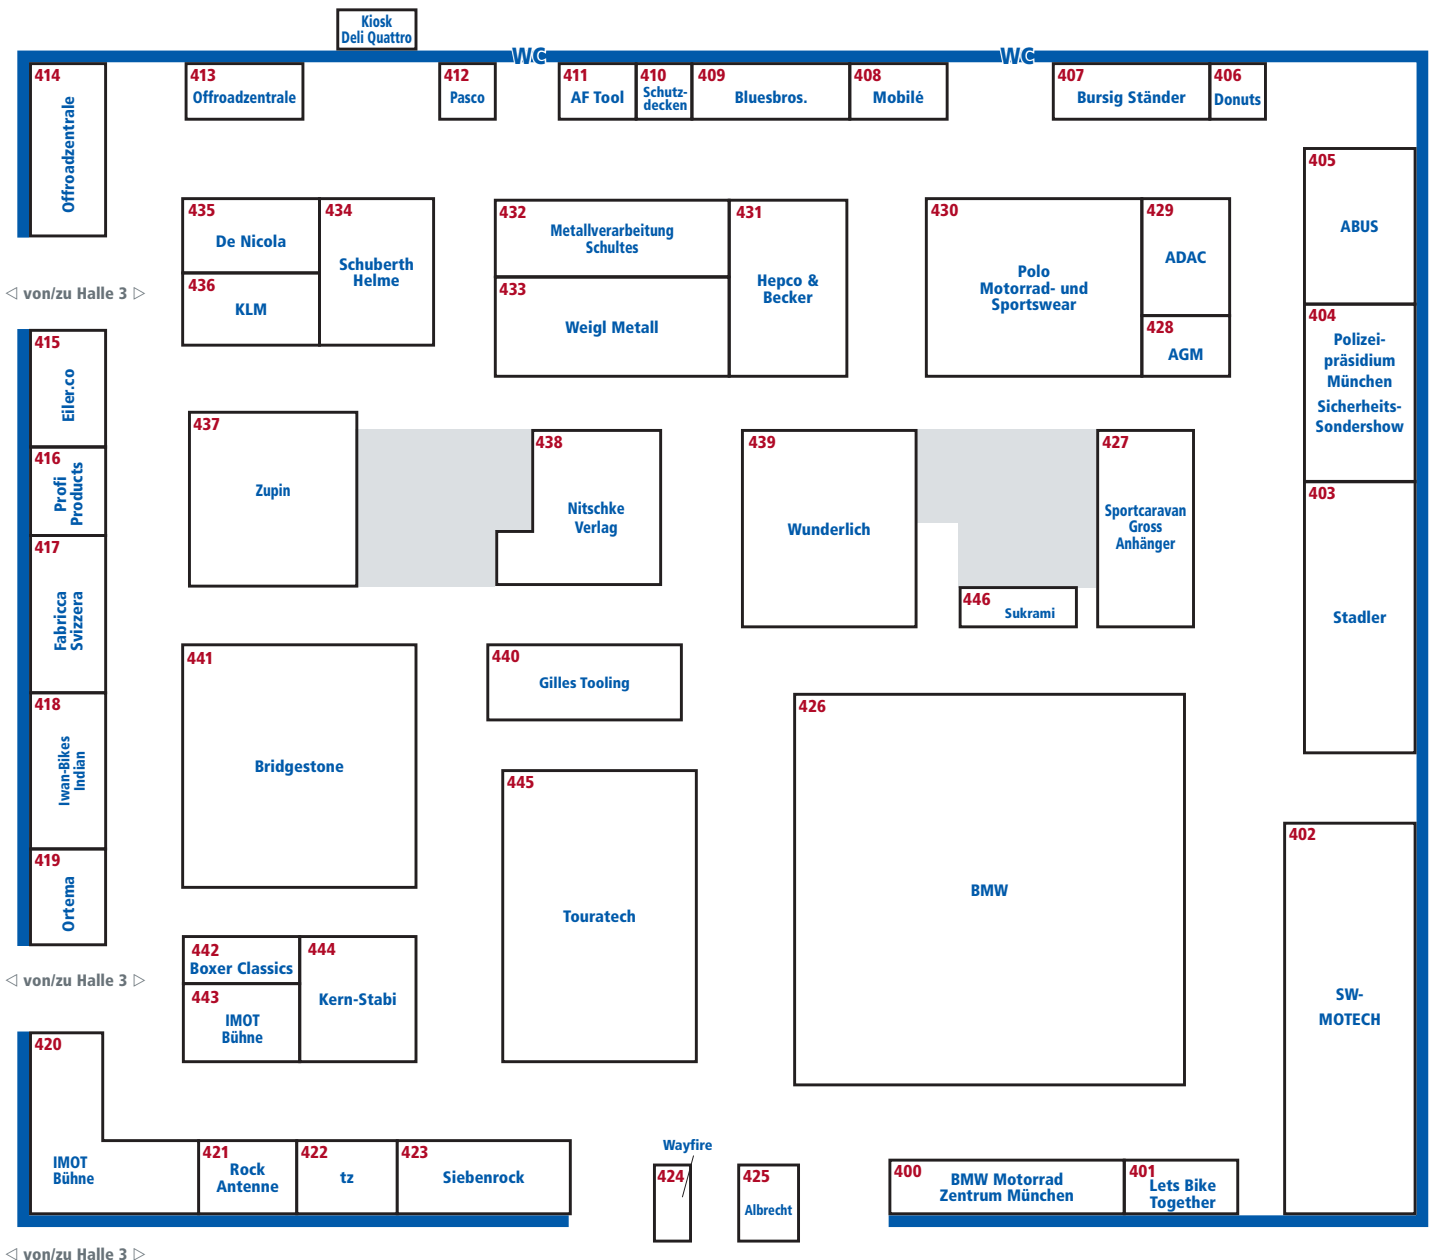 Kiosk
Deli Quattro
WC
WC
414
Offroadzentrale
413
Offroadzentrale
412
Pasco
411
AF Tool
410
Schutz-
decken
409
Bluesbros.
408
Mobilé
407
Bursig Ständer
406
Donuts
405
ABUS
435
De Nicola
434
Schuberth
Helme
436
KLM
432
Metallverarbeitung
Schultes
433
Weigl Metall
431
Hepco &
Becker
430
Polo
Motorrad- und
Sportswear
429
ADAC
428
AGM
404
Polizei-
präsidium
München
Sicherheits-
Sondershow
◁ von/zu Halle 3 ▷
415
Eiler.co
416
Profi
Products
417
Fabricca
Svizzera
418
Iwan-Bikes
Indian
419
Ortema
437
Zupin
438
Nitschke
Verlag
439
Wunderlich
427
Sportcaravan
Gross
Anhänger
446
Sukrami
403
Stadler
441
Bridgestone
440
Gilles Tooling
445
Touratech
426
BMW
402
SW-
MOTECH
442
Boxer Classics
443
IMOT
Bühne
444
Kern-Stabi
◁ von/zu Halle 3 ▷
420
IMOT
Bühne
421
Rock
Antenne
422
tz
423
Siebenrock
Wayfire
424
425
Albrecht
400
BMW Motorrad
Zentrum München
401
Lets Bike
Together
◁ von/zu Halle 3 ▷